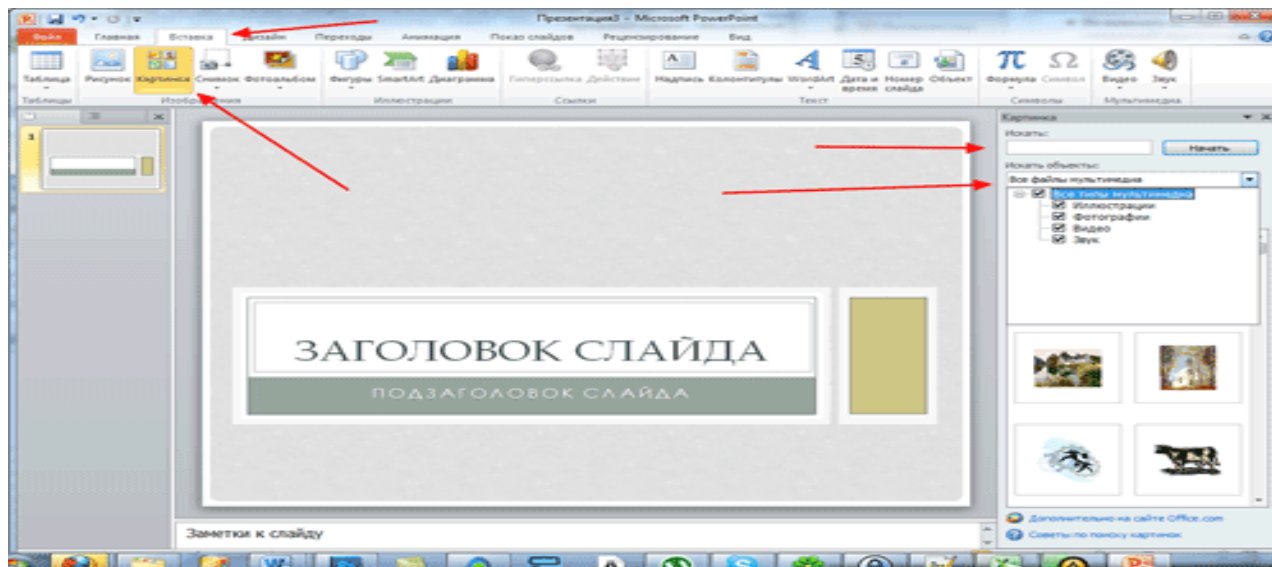 Презентация3 - Microsoft PowerPoint
Файл Главная Вставка Дизайн Переходы Анимация Показ слайдов Рецензирование Вид
Таблица Рисунок Картинка Снимок Фотоальбом Фигуры SmartArt Диаграмма Гиперссылка Действие Надпись Колонтитулы WordArt Дата и время Номер слайда Объект Формула Символ Видео Звук
Таблицы Изображения Иллюстрации Ссылки Текст Символы Мультимедиа
1
Картинка
Искать:
Начать
Искать объекты:
Все файлы мультимедиа
Все типы мультимедиа
Иллюстрации
Фотографии
Видео
Звук
ЗАГОЛОВОК СЛАЙДА
ПОДЗАГОЛОВОК СЛАЙДА
Заметки к слайду
Дополнительно на сайте Office.com
Советы по поиску картинок